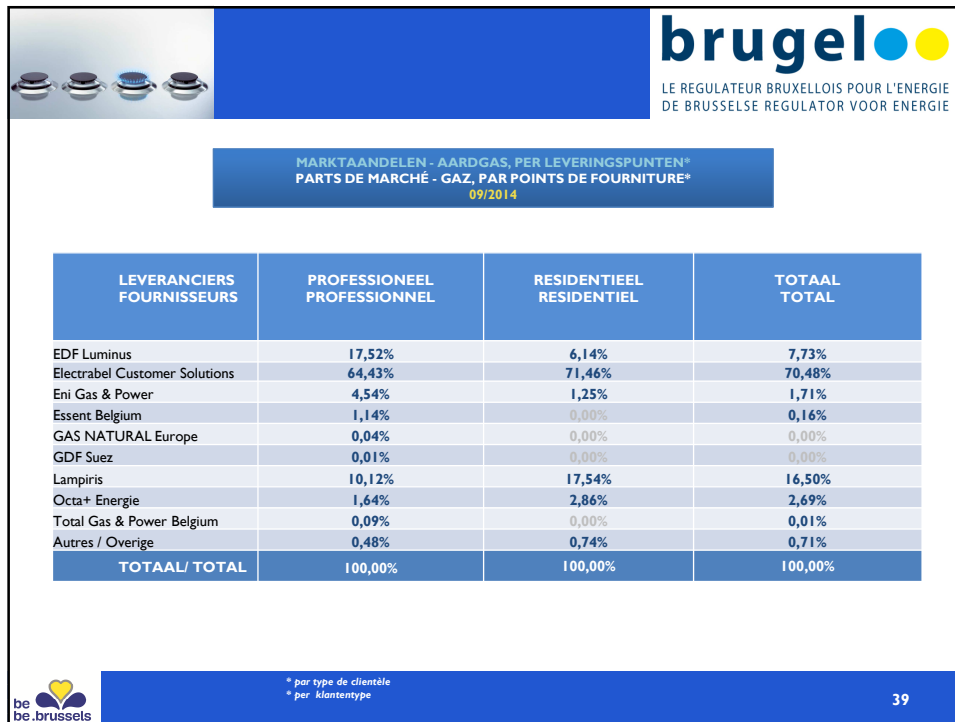 brugel
LE REGULATEUR BRUXELLOIS POUR L'ENERGIE
DE BRUSSELSE REGULATOR VOOR ENERGIE
MARKTAANDELEN - AARDGAS, PER LEVERINGSPUNTEN*
PARTS DE MARCHÉ - GAZ, PAR POINTS DE FOURNITURE*
09/2014
LEVERANCIERS PROFESSIONEEL RESIDENTIEEL TOTAAL
FOURNISSEURS PROFESSIONNEL RESIDENTIEL TOTAL
EDF Luminus 17,52% 6,14% 7,73%
Electrabel Customer Solutions 64,43% 71,46% 70,48%
Eni Gas & Power 4,54% 1,25% 1,71%
Essent Belgium 1,14% 0,00% 0,16%
GAS NATURAL Europe 0,04% 0,00% 0,00%
GDF Suez 0,01% 0,00% 0,00%
Lampiris 10,12% 17,54% 16,50%
Octa+ Energie 1,64% 2,86% 2,69%
Total Gas & Power Belgium 0,09% 0,00% 0,01%
Autres / Overige 0,48% 0,74% 0,71%
TOTAAL/ TOTAL 100,00% 100,00% 100,00%
* par type de clientèle
* per klantentype
39
be
be.brussels